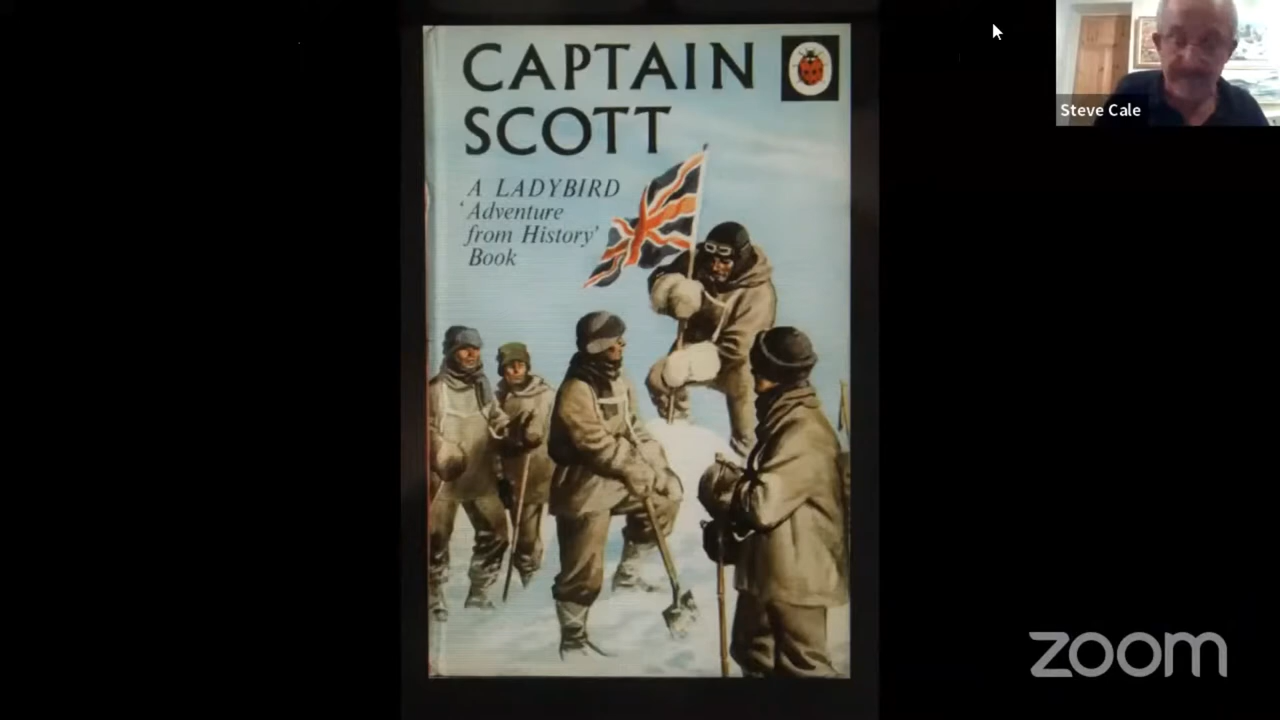 CAPTAIN
SCOTT
A LADYBIRD
‘Adventure
from History’
Book
Steve Cale
zoom